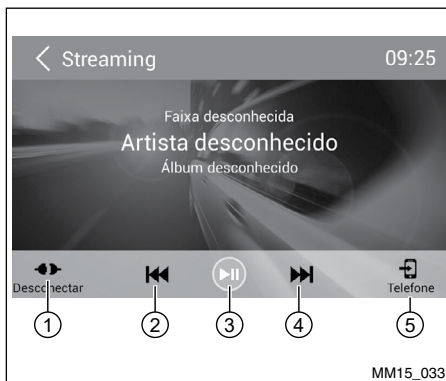 Streaming 09:25
Faixa desconhecida
Artista desconhecido
Álbum desconhecido
Desconectar Telefone
1 2 3 4 5
MM15_033